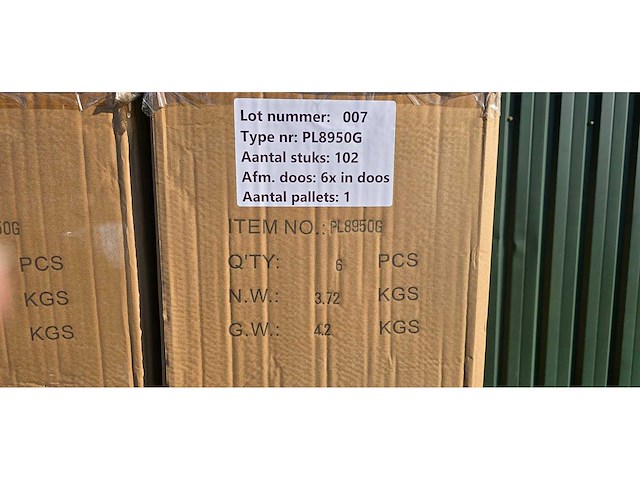 Lot nummer: 007
Type nr: PL8950G
Aantal stuks: 102
Afm. doos: 6x in doos
Aantal pallets: 1
ITEM NO.: PL8950G
Q'TY: 6 PCS
N.W.: 3.72 KGS
G.W.: 4.2 KGS
50G
PCS
KGS
KGS